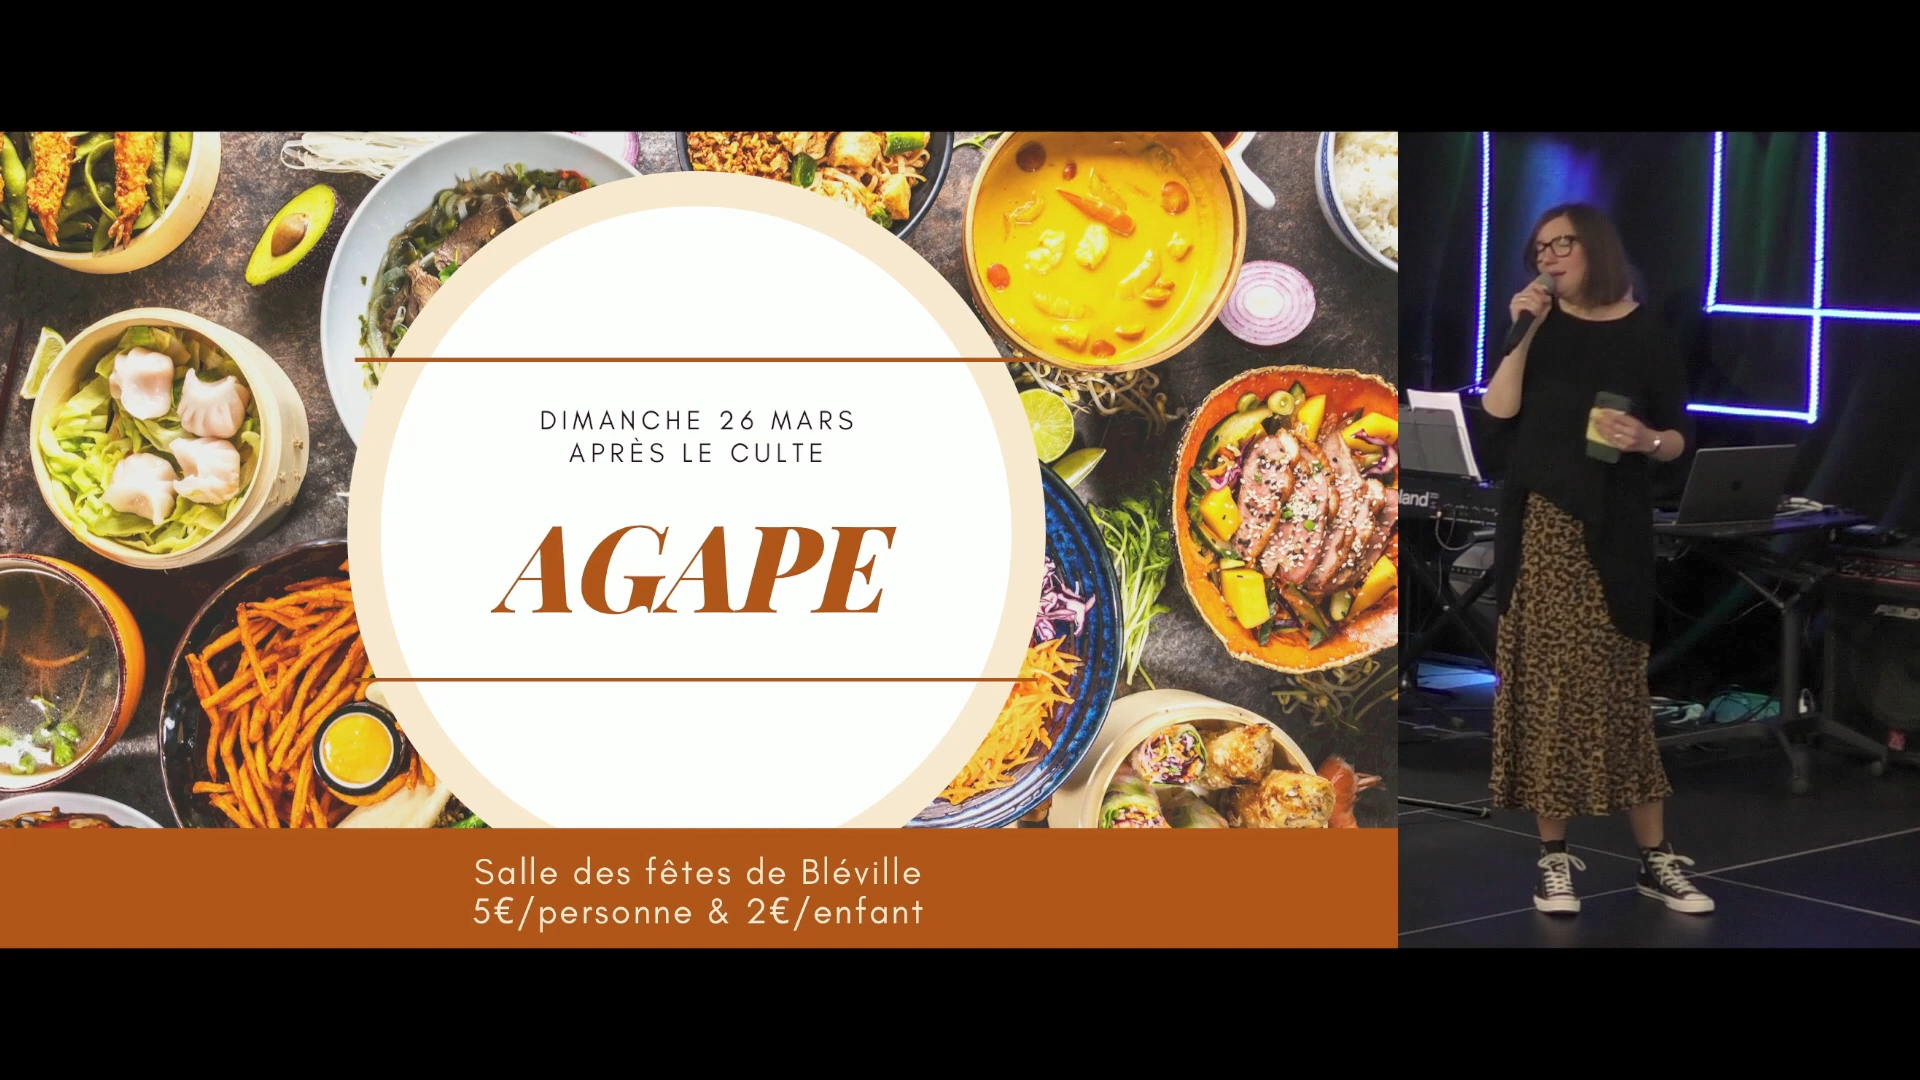 DIMANCHE 26 MARS
APRÈS LE CULTE
AGAPE
Salle des fêtes de Bléville
5€/personne & 2€/enfant